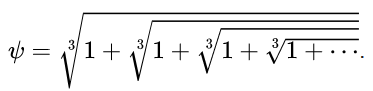 ψ = ∛(1 + ∛(1 + ∛(1 + ∛(1 + ⋯)))).